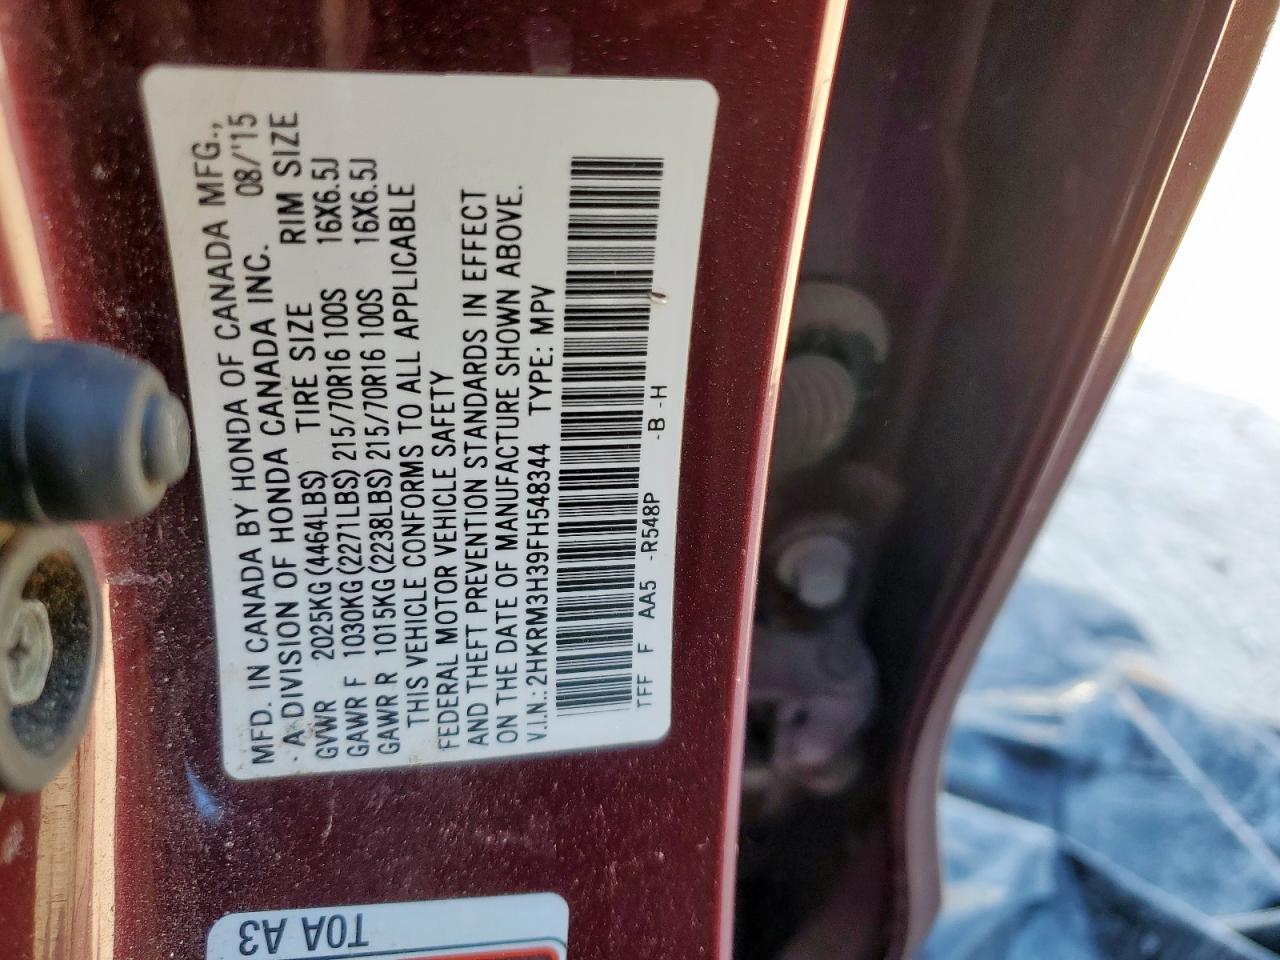 MFD. IN CANADA BY HONDA OF CANADA MFG.,
A DIVISION OF HONDA CANADA INC. 08/'15
GVWR 2025KG (4464LBS) TIRE SIZE RIM SIZE
GAWR F 1030KG (2271LBS) 215/70R16 100S 16X6.5J
GAWR R 1015KG (2238LBS) 215/70R16 100S 16X6.5J
THIS VEHICLE CONFORMS TO ALL APPLICABLE
FEDERAL MOTOR VEHICLE SAFETY
AND THEFT PREVENTION STANDARDS IN EFFECT
ON THE DATE OF MANUFACTURE SHOWN ABOVE.
V.I.N.: 2HKRM3H39FH548344 TYPE: MPV
TFF F AA5 -R548P -B -H
T0A A3